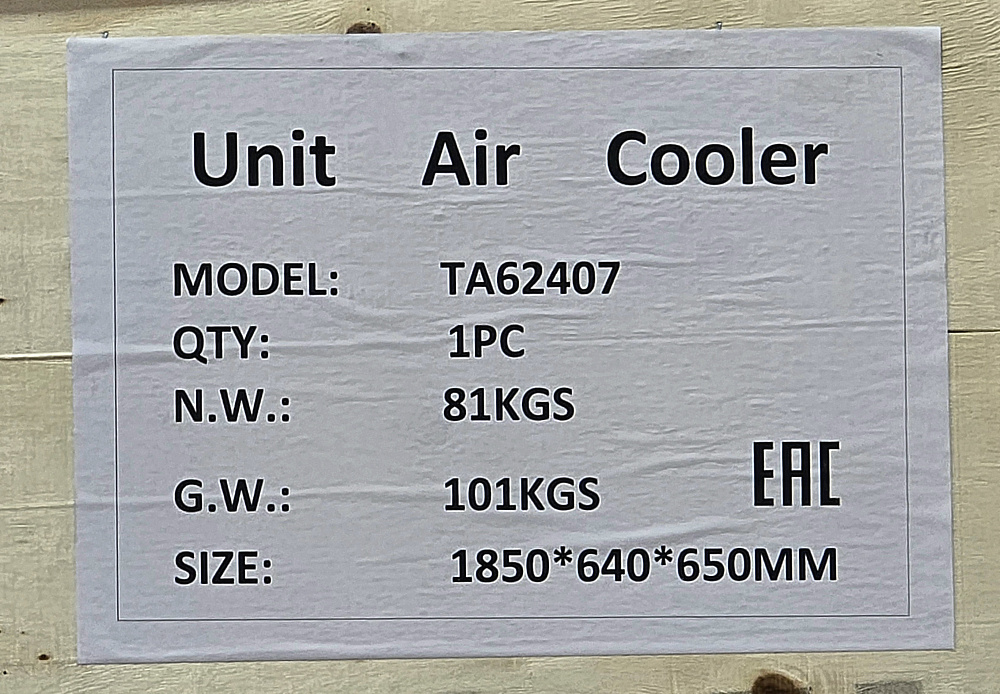 Unit Air Cooler
MODEL: TA62407
QTY: 1PC
N.W.: 81KGS
G.W.: 101KGS
EAC
SIZE: 1850*640*650MM